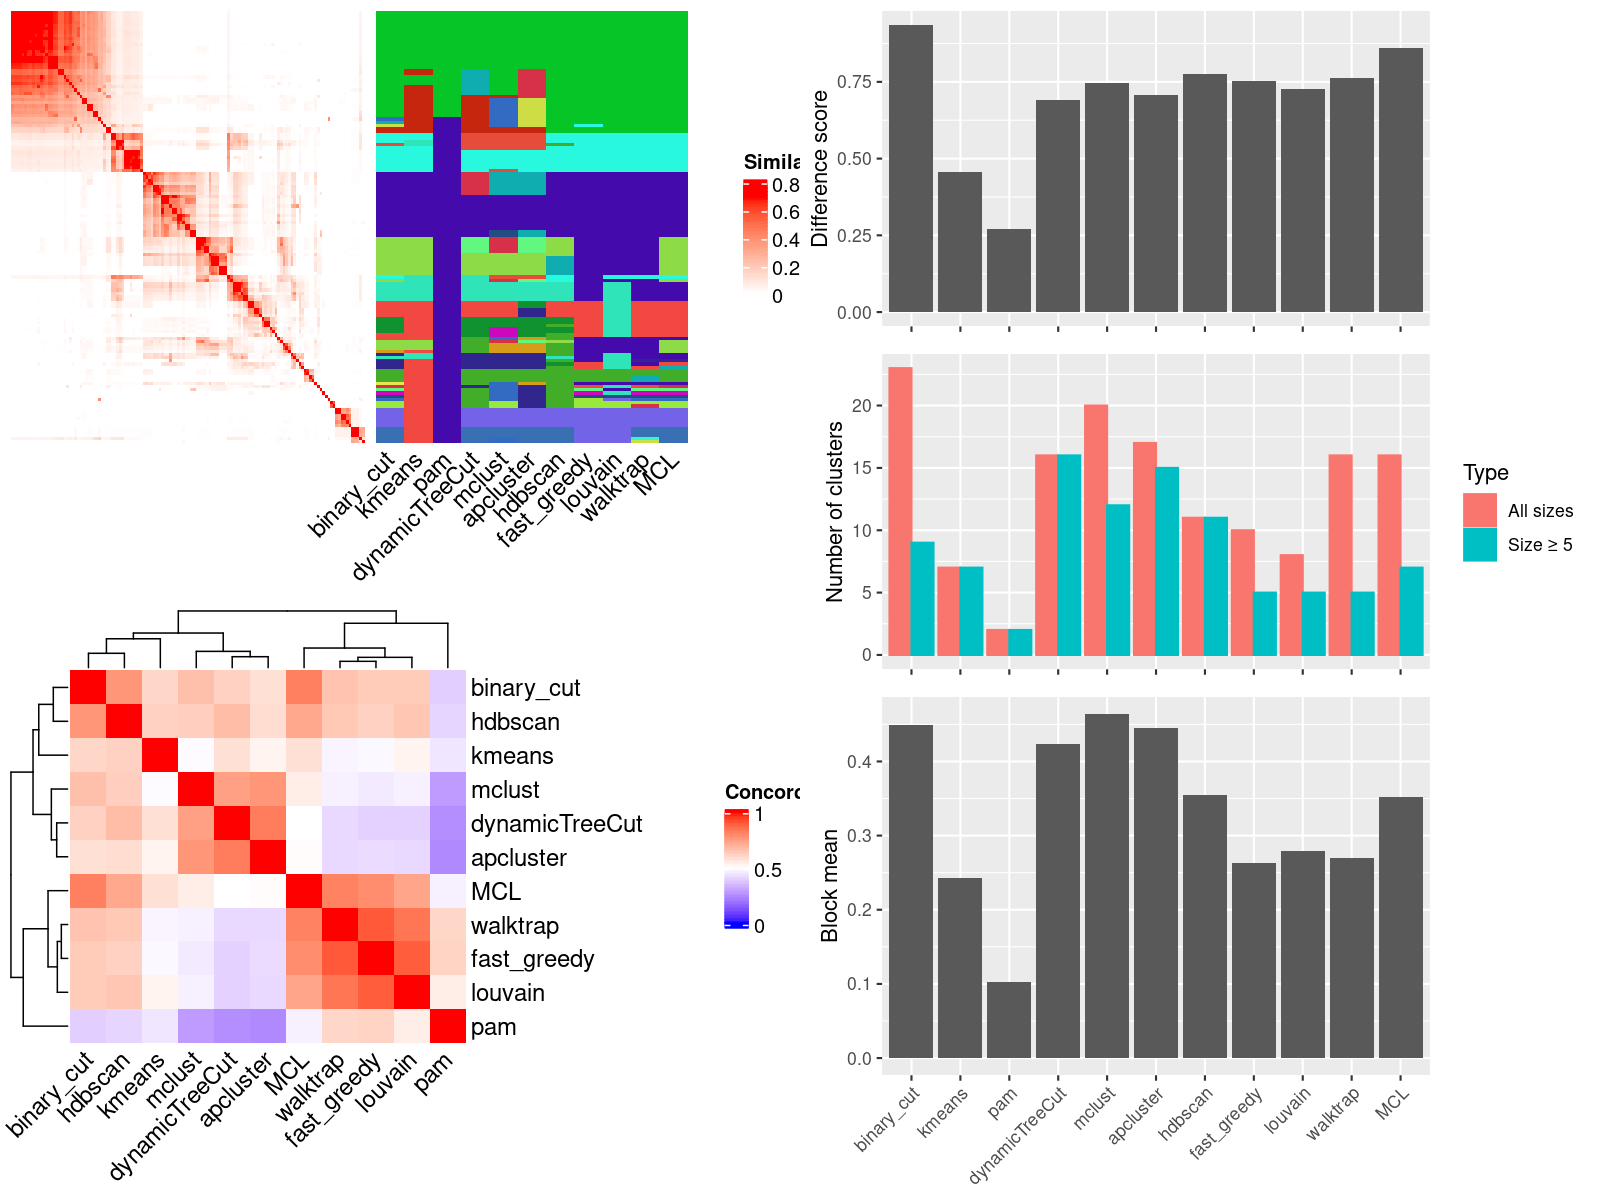 Simila
0.8
0.6
0.4
0.2
0
binary_cut
kmeans
pam
dynamicTreeCut
mclust
apcluster
hdbscan
fast_greedy
louvain
walktrap
MCL
Difference score
0.75
0.50
0.25
0.00
Number of clusters
20
15
10
5
0
Type
All sizes
Size ≥ 5
binary_cut
hdbscan
kmeans
mclust
dynamicTreeCut
apcluster
MCL
walktrap
fast_greedy
louvain
pam
binary_cut
hdbscan
kmeans
mclust
dynamicTreeCut
apcluster
MCL
walktrap
fast_greedy
louvain
pam
Concord
1
0.5
0
Block mean
0.4
0.3
0.2
0.1
0.0
binary_cut
kmeans
pam
dynamicTreeCut
mclust
apcluster
hdbscan
fast_greedy
louvain
walktrap
MCL